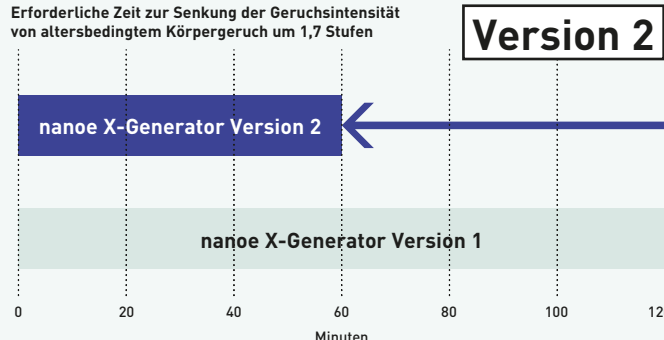 Erforderliche Zeit zur Senkung der Geruchsintensität
von altersbedingtem Körpergeruch um 1,7 Stufen
Version 2
nanoe X-Generator Version 2
nanoe X-Generator Version 1
0 20 40 60 80 100 12
Minuten